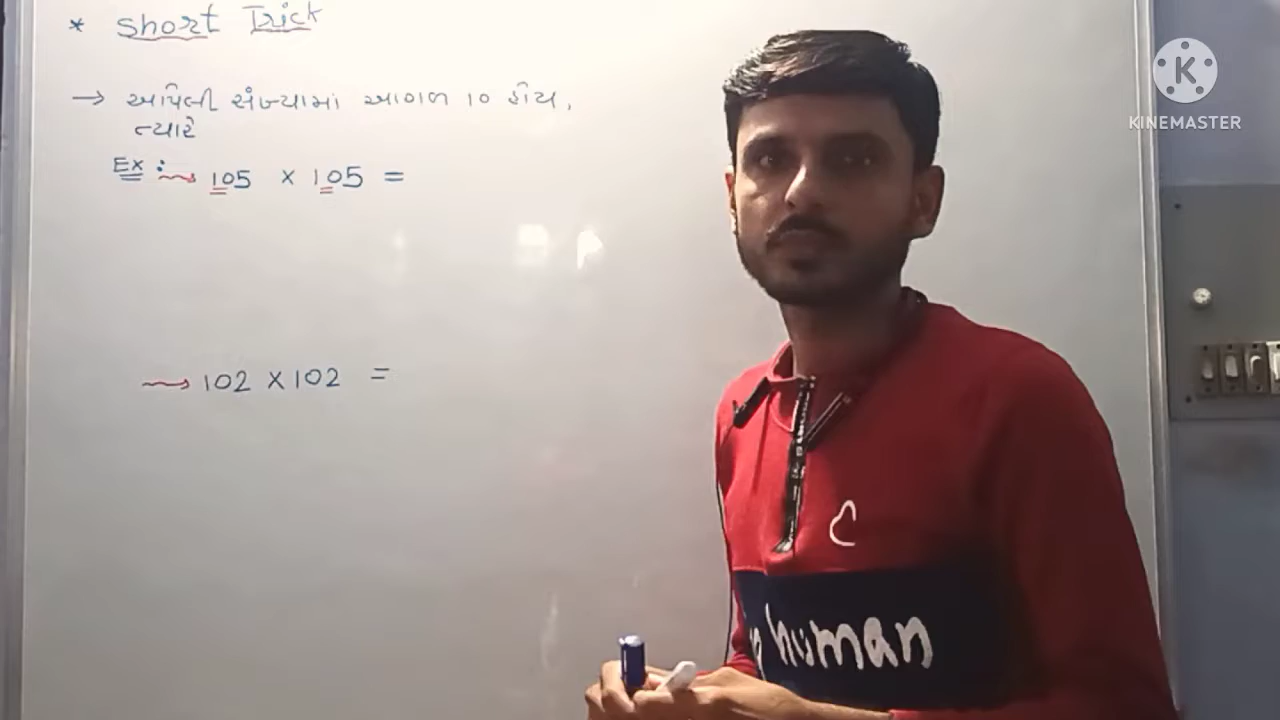 * Short Trick
→ આપેલી સંખ્યામાં આગળ 10 હોય,
ત્યારે
Ex : 105 × 105 =
102 × 102 =
human
K
KINEMASTER